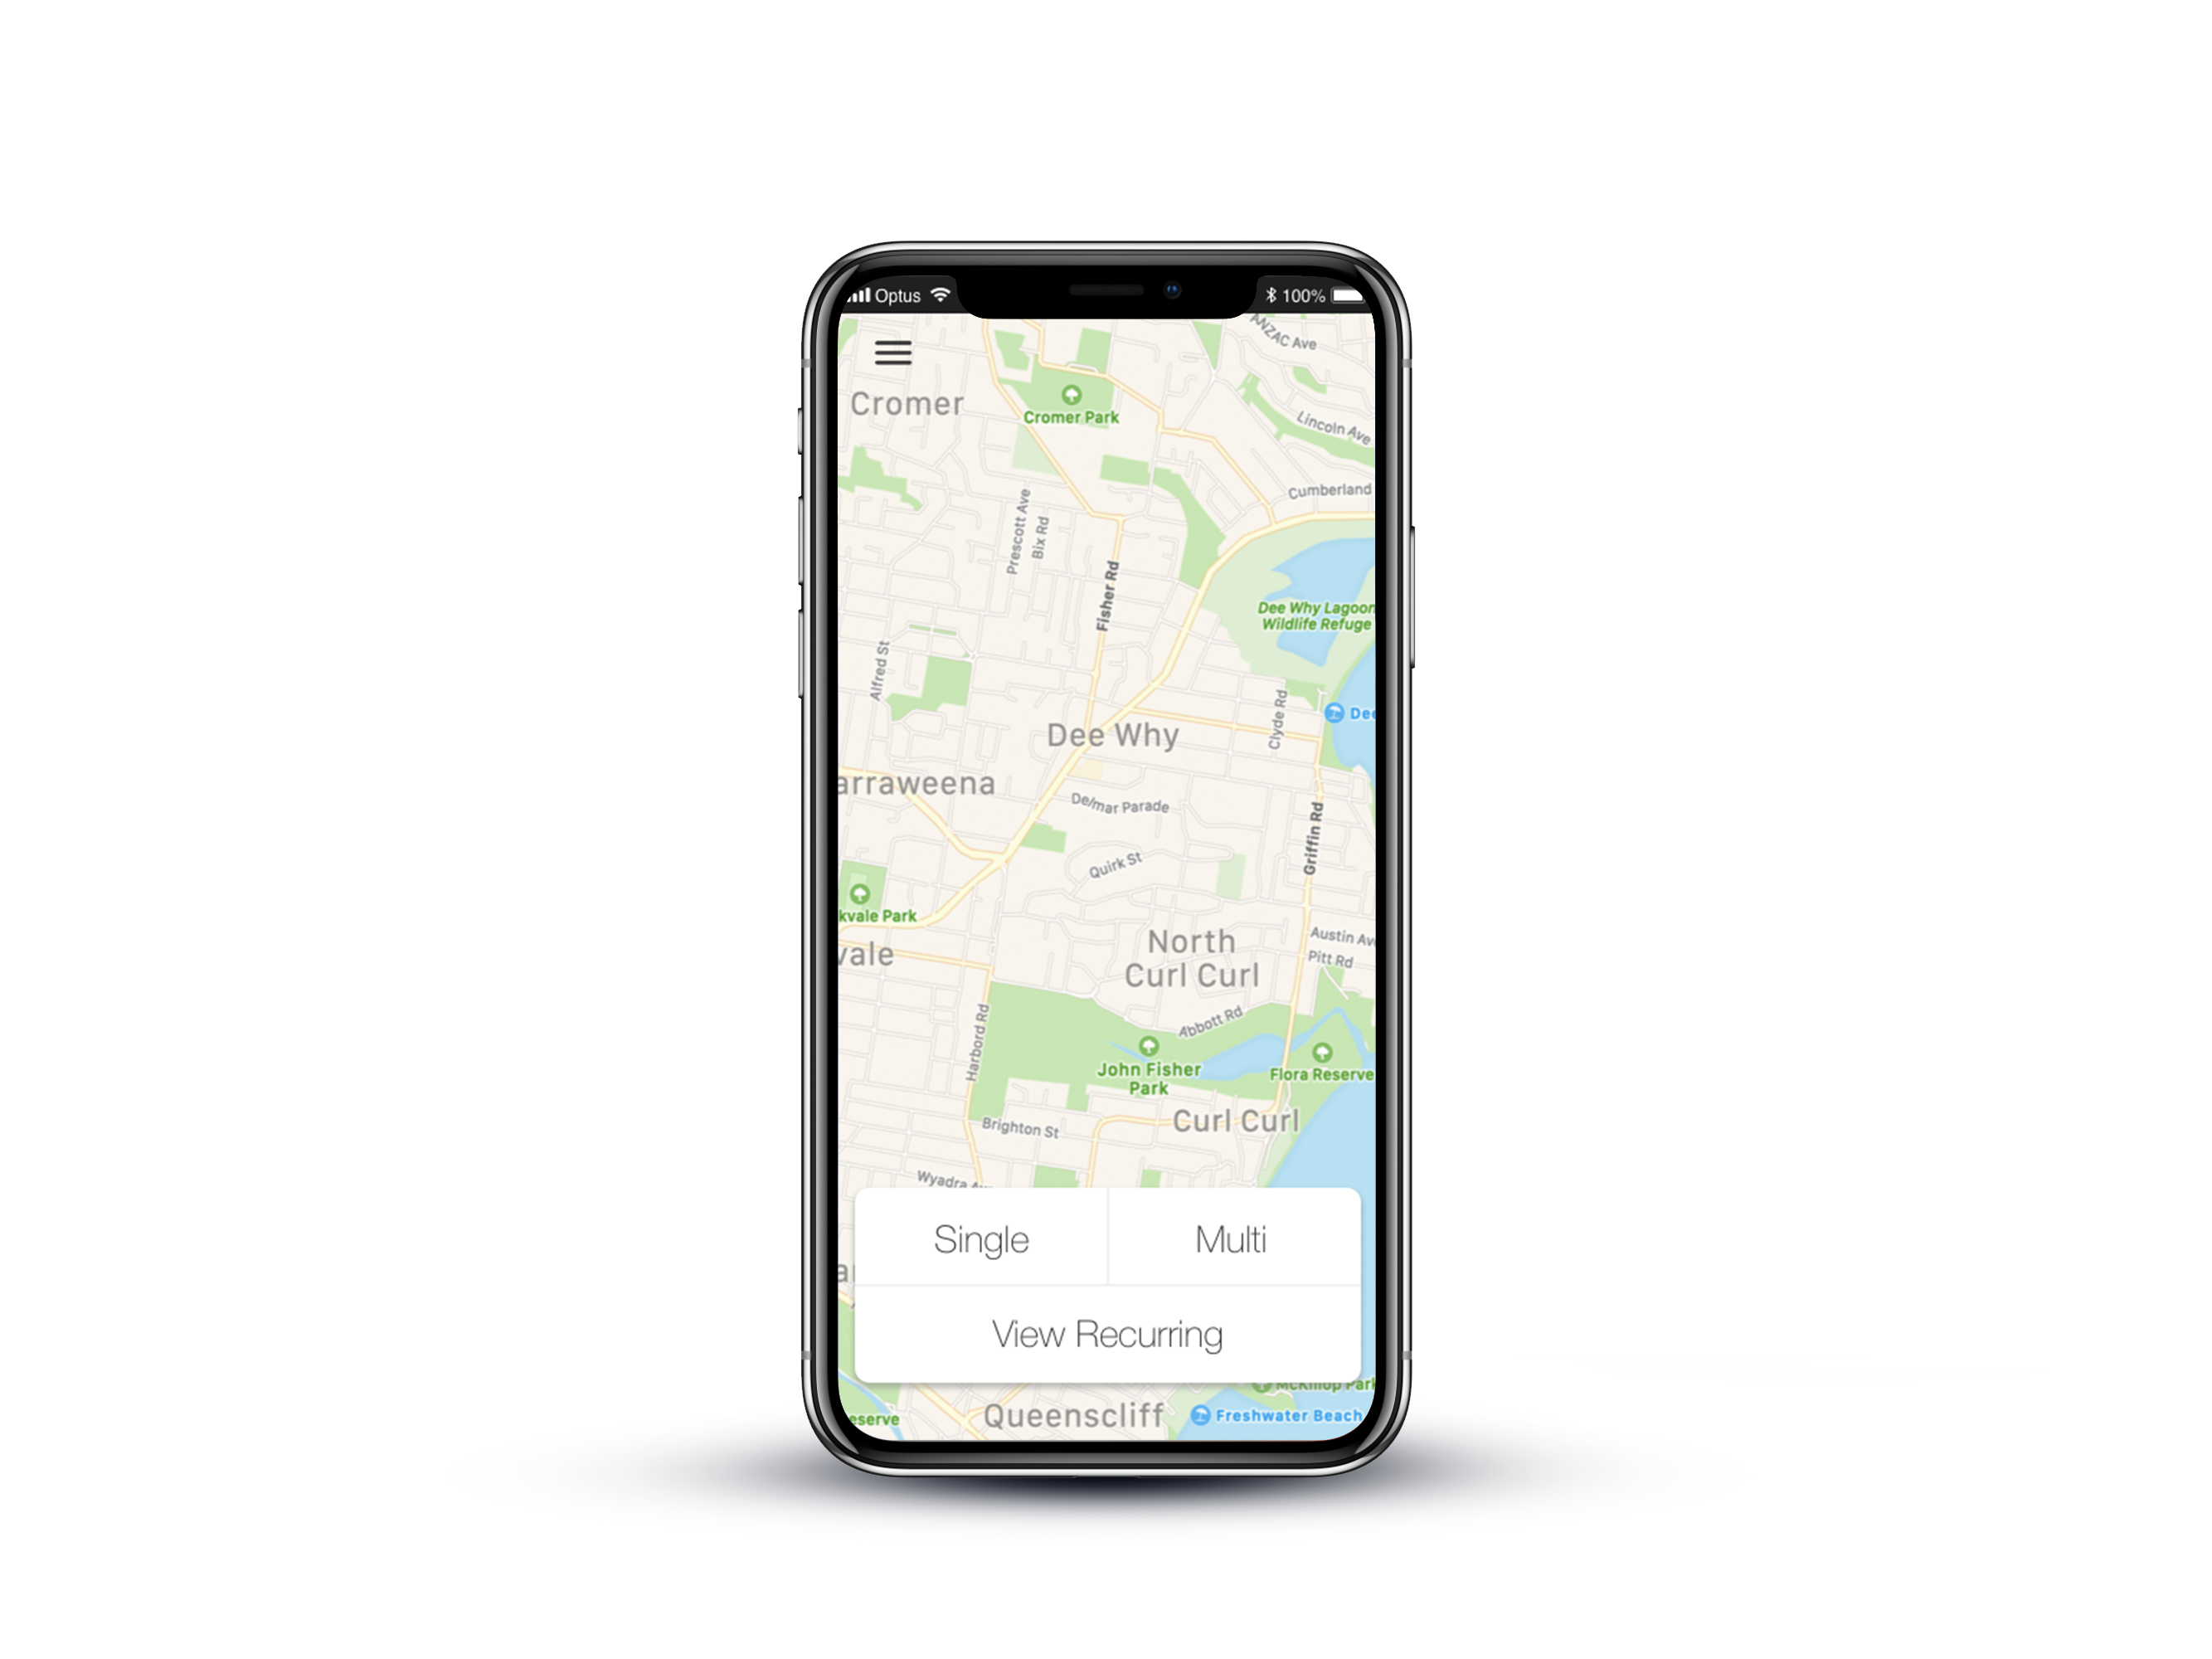 Optus
100%
ANZAC Ave
Cromer
Cromer Park
Lincoln Ave
Cumberland
Prescott Ave
Bix Rd
Fisher Rd
Dee Why Lagoon
Wildlife Refuge
Alfred St
Clyde Rd
Dee
Dee Why
arraweena
Delmar Parade
Griffin Rd
Quirk St
kvale Park
North
Curl Curl
Austin Av
Pitt Rd
vale
Harbord Rd
Abbott Rd
John Fisher
Park
Flora Reserve
Curl Curl
Brighton St
Wyadra Av
Single
Multi
View Recurring
McKillop Park
eserve
Queenscliff
Freshwater Beach